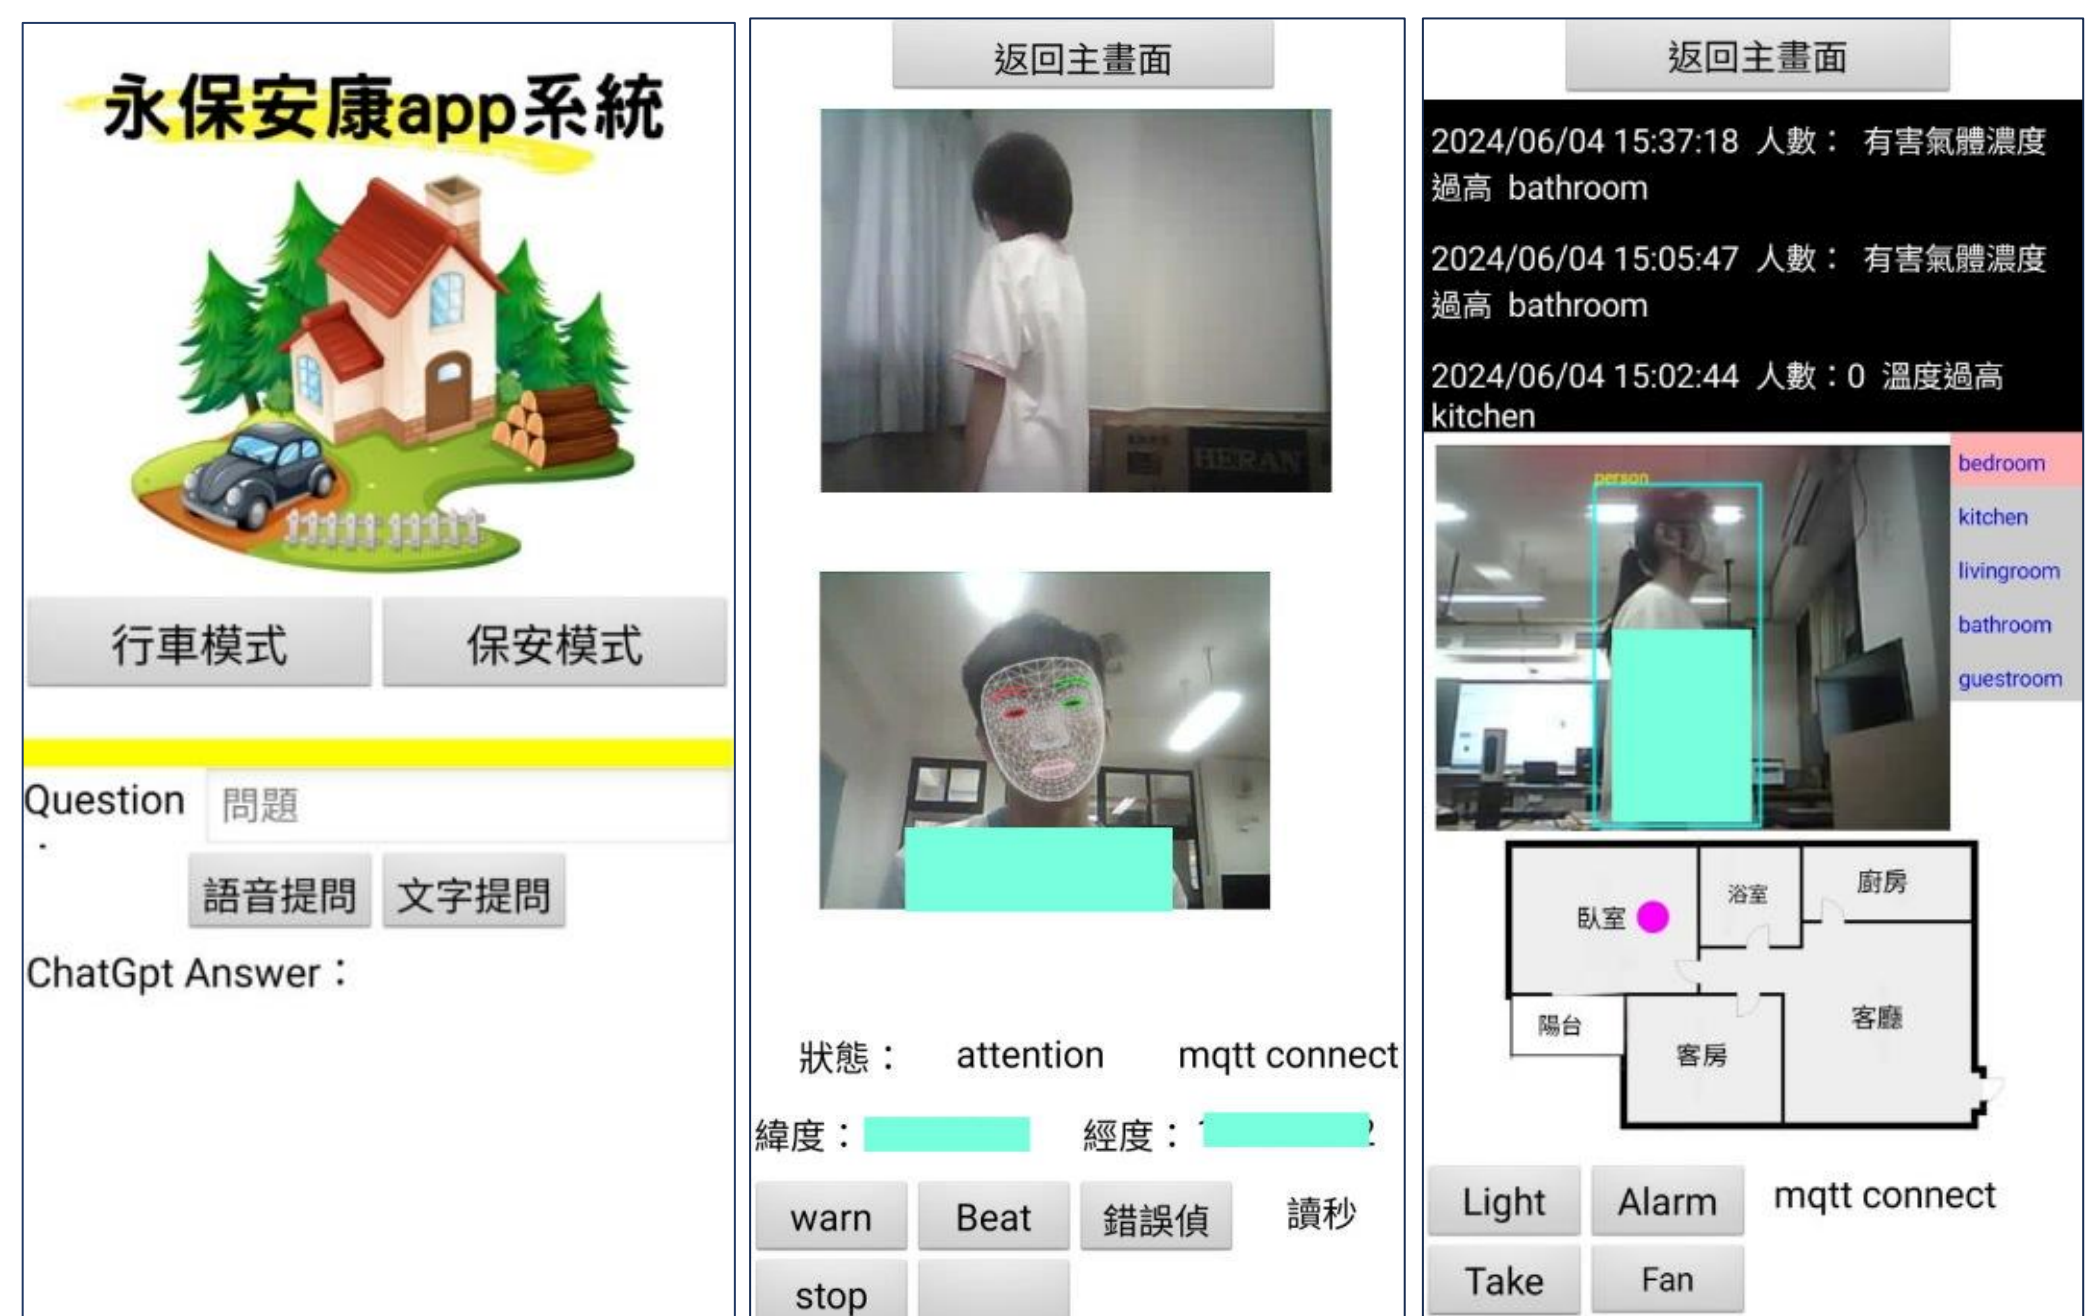 永保安康app系統
行車模式
保安模式
Question
:
問題
語音提問
文字提問
ChatGpt Answer：
返回主畫面
HERAN
狀態：
attention
mqtt connect
緯度：
經度：
warn
Beat
錯誤偵
讀秒
stop
返回主畫面
2024/06/04 15:37:18 人數： 有害氣體濃度
過高 bathroom
2024/06/04 15:05:47 人數： 有害氣體濃度
過高 bathroom
2024/06/04 15:02:44 人數：0 溫度過高
kitchen
person
bedroom
kitchen
livingroom
bathroom
guestroom
臥室
浴室
廚房
陽台
客房
客廳
Light
Alarm
mqtt connect
Take
Fan